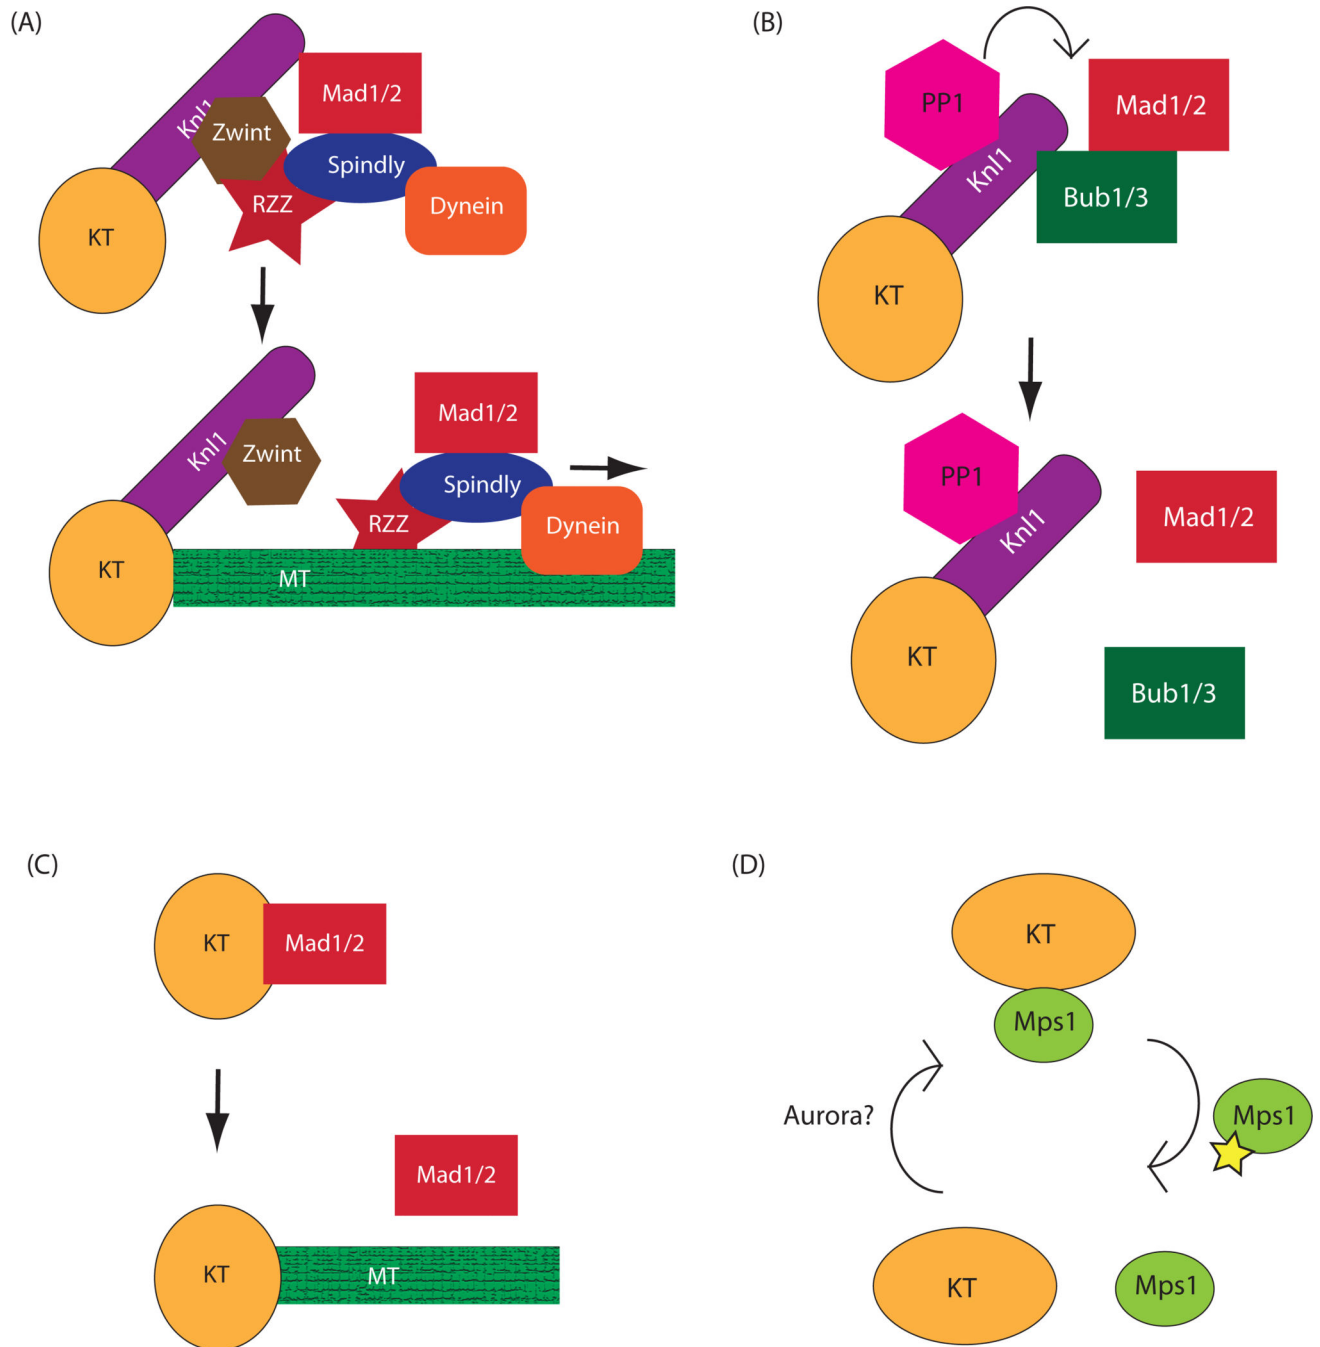 (A)
Knl1
Zwint
Mad1/2
Spindly
RZZ
Dynein
KT
Knl1
Zwint
Mad1/2
Spindly
RZZ
Dynein
KT
MT
(B)
PP1
Mad1/2
Knl1
Bub1/3
KT
PP1
Knl1
Mad1/2
KT
Bub1/3
(C)
KT
Mad1/2
Mad1/2
KT
MT
(D)
KT
Mps1
Aurora?
Mps1
KT
Mps1